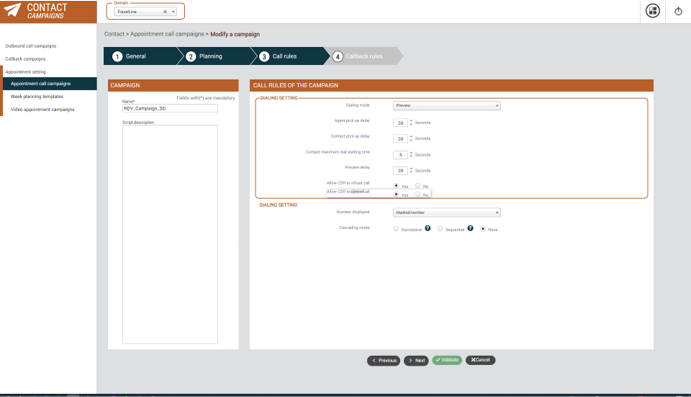 CONTACT
CAMPAIGNS
Domain
TravelLine
Contact > Appointment call campaigns > Modify a campaign
Outbound call campaigns
Callback campaigns
Appointment setting
Appointment call campaigns
Week planning templates
Video appointment campaigns
1 General
2 Planning
3 Call rules
4 Callback rules
CAMPAIGN
Fields with(*) are mandatory
Name*
RDV_Campaign_SD
Script description
CALL RULES OF THE CAMPAIGN
DIALING SETTING
Dialing mode Preview
Agent pick up delay 30 Seconds
Contact pick up delay 30 Seconds
Contact maximum real waiting time 5 Seconds
Preview delay 30 Seconds
Allow CSR to refuse call Yes No
Allow CSR to call Yes No
DIALING SETTING
Number displayed Masked number
Cascading mode Successive ? Sequential ? None
< Previous
> Next
✓ Validate
X Cancel